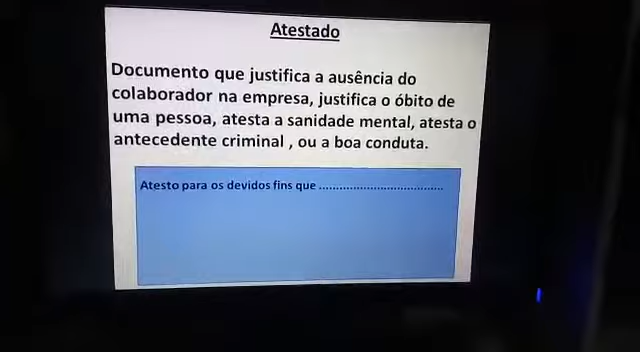 Atestado
Documento que justifica a ausência do
colaborador na empresa, justifica o óbito de
uma pessoa, atesta a sanidade mental, atesta o
antecedente criminal , ou a boa conduta.
Atesto para os devidos fins que .....................................